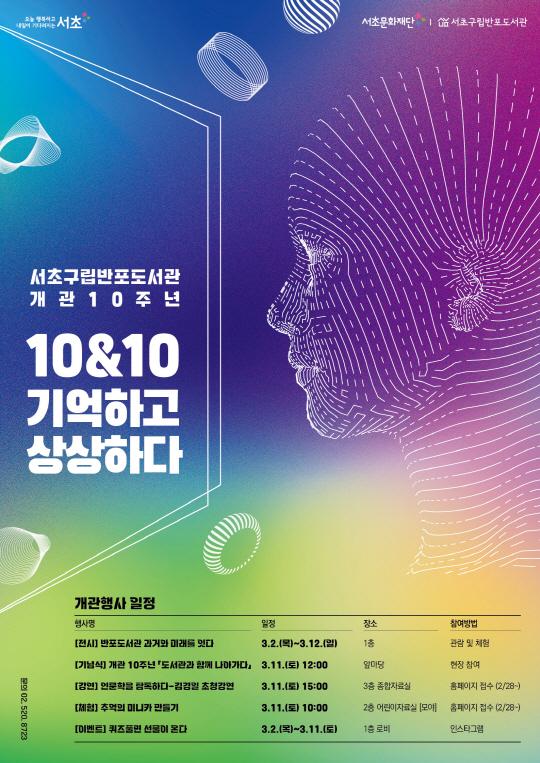 오늘 행복하고
내일이 기다려지는 서초
서초문화재단 | 서초구립반포도서관
서초구립반포도서관
개관10주년
10&10
기억하고
상상하다
개관행사 일정
행사명 일정 장소 참여방법
[전시] 반포도서관 과거와 미래를 잇다 3.2.(목)~3.12.(일) 1층 관람 및 체험
[기념식] 개관 10주년 「도서관과 함께 나아가다」 3.11.(토) 12:00 앞마당 현장 참여
[강연] 인문학을 탐독하다-김경일 초청강연 3.11.(토) 15:00 3층 종합자료실 홈페이지 접수 (2/28~)
[체험] 추억의 미니카 만들기 3.11.(토) 10:00 2층 어린이자료실 [모야] 홈페이지 접수 (2/28~)
[이벤트] 퀴즈풀면 선물이 온다 3.2.(목)~3.11.(토) 1층 로비 인스타그램
문의 02. 520. 8723